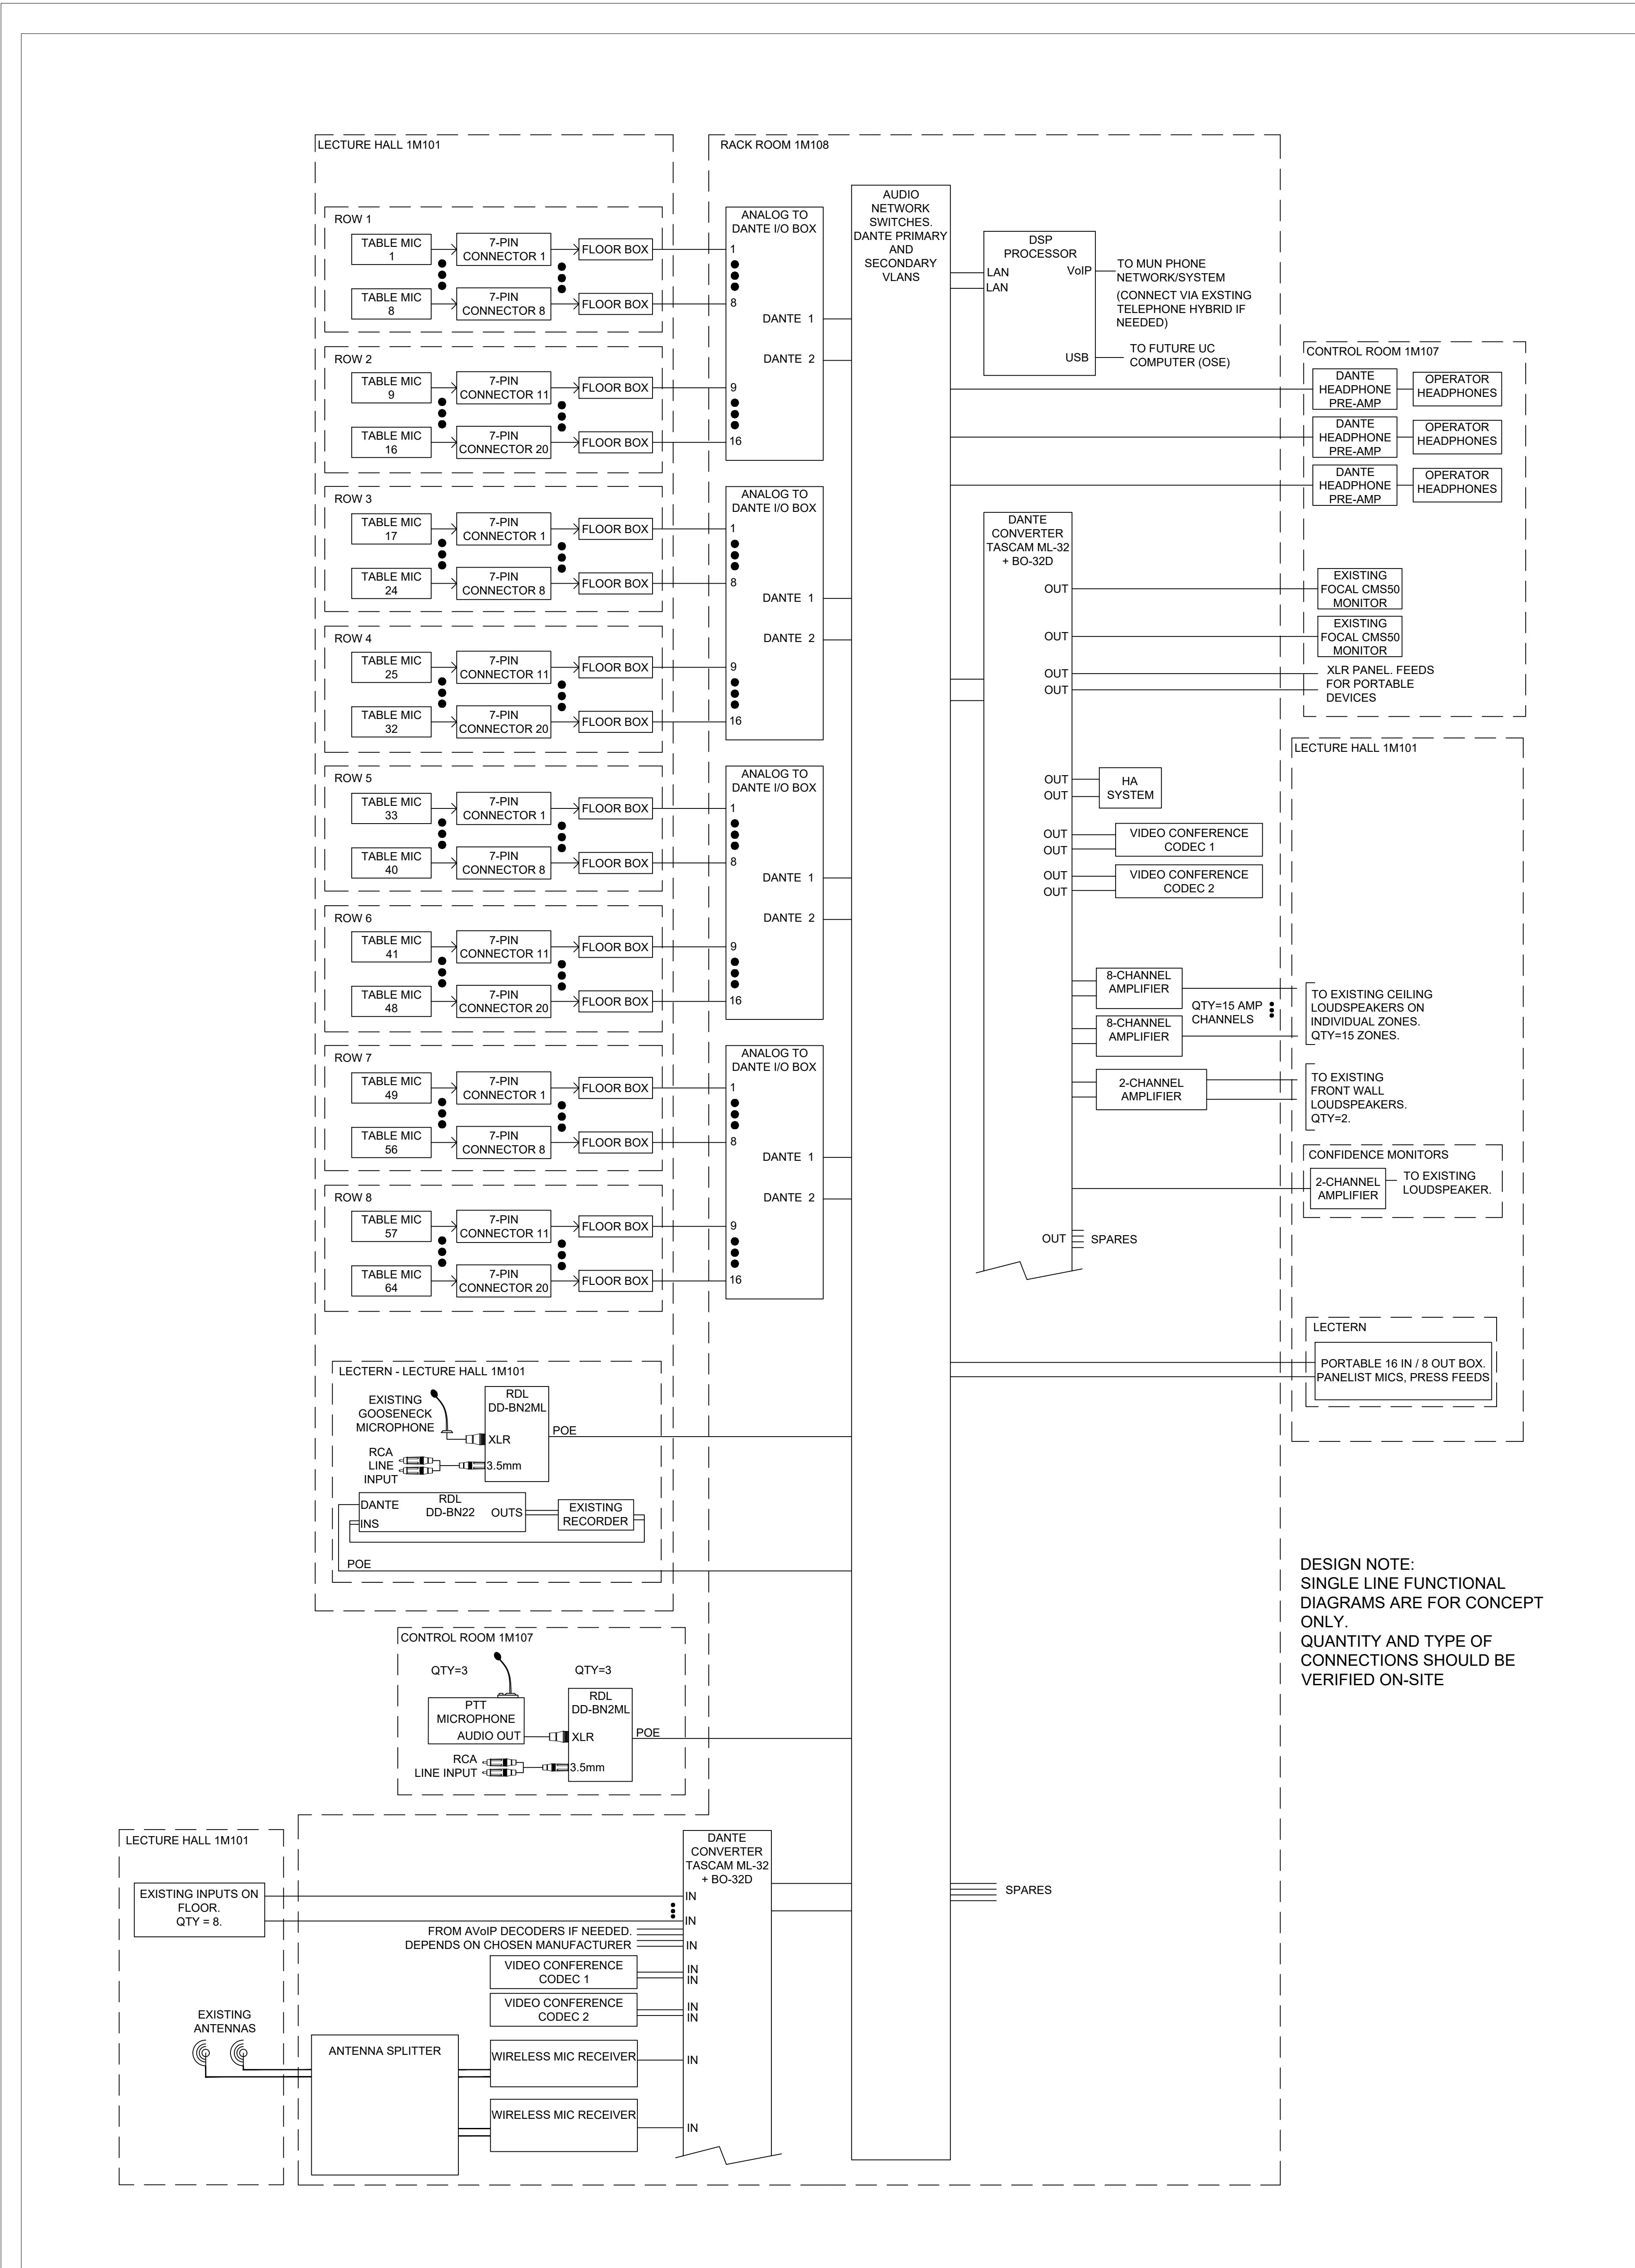 LECTURE HALL 1M101
ROW 1
TABLE MIC
1
7-PIN
CONNECTOR 1
FLOOR BOX
TABLE MIC
8
7-PIN
CONNECTOR 8
FLOOR BOX
ROW 2
TABLE MIC
9
7-PIN
CONNECTOR 11
FLOOR BOX
TABLE MIC
16
7-PIN
CONNECTOR 20
FLOOR BOX
ROW 3
TABLE MIC
17
7-PIN
CONNECTOR 1
FLOOR BOX
TABLE MIC
24
7-PIN
CONNECTOR 8
FLOOR BOX
ROW 4
TABLE MIC
25
7-PIN
CONNECTOR 11
FLOOR BOX
TABLE MIC
32
7-PIN
CONNECTOR 20
FLOOR BOX
ROW 5
TABLE MIC
33
7-PIN
CONNECTOR 1
FLOOR BOX
TABLE MIC
40
7-PIN
CONNECTOR 8
FLOOR BOX
ROW 6
TABLE MIC
41
7-PIN
CONNECTOR 11
FLOOR BOX
TABLE MIC
48
7-PIN
CONNECTOR 20
FLOOR BOX
ROW 7
TABLE MIC
49
7-PIN
CONNECTOR 1
FLOOR BOX
TABLE MIC
56
7-PIN
CONNECTOR 8
FLOOR BOX
ROW 8
TABLE MIC
57
7-PIN
CONNECTOR 11
FLOOR BOX
TABLE MIC
64
7-PIN
CONNECTOR 20
FLOOR BOX
LECTERN - LECTURE HALL 1M101
EXISTING
GOOSENECK
MICROPHONE
RCA
LINE
INPUT
RDL
DD-BN2ML
XLR
3.5mm
POE
DANTE
INS
RDL
DD-BN22
OUTS
EXISTING
RECORDER
POE
RACK ROOM 1M108
ANALOG TO
DANTE I/O BOX
1
8
DANTE 1
DANTE 2
9
16
ANALOG TO
DANTE I/O BOX
1
8
DANTE 1
DANTE 2
9
16
ANALOG TO
DANTE I/O BOX
1
8
DANTE 1
DANTE 2
9
16
ANALOG TO
DANTE I/O BOX
1
8
DANTE 1
DANTE 2
9
16
AUDIO
NETWORK
SWITCHES.
DANTE PRIMARY
AND
SECONDARY
VLANS
DSP
PROCESSOR
LAN
LAN
VoIP
USB
TO MUN PHONE
NETWORK/SYSTEM
(CONNECT VIA EXSTING
TELEPHONE HYBRID IF
NEEDED)
TO FUTURE UC
COMPUTER (OSE)
DANTE
CONVERTER
TASCAM ML-32
+ BO-32D
OUT
OUT
OUT
OUT
OUT
OUT
HA
SYSTEM
OUT
OUT
VIDEO CONFERENCE
CODEC 1
OUT
OUT
VIDEO CONFERENCE
CODEC 2
8-CHANNEL
AMPLIFIER
QTY=15 AMP
CHANNELS
8-CHANNEL
AMPLIFIER
2-CHANNEL
AMPLIFIER
OUT
SPARES
CONTROL ROOM 1M107
DANTE
HEADPHONE
PRE-AMP
OPERATOR
HEADPHONES
DANTE
HEADPHONE
PRE-AMP
OPERATOR
HEADPHONES
DANTE
HEADPHONE
PRE-AMP
OPERATOR
HEADPHONES
EXISTING
FOCAL CMS50
MONITOR
EXISTING
FOCAL CMS50
MONITOR
XLR PANEL. FEEDS
FOR PORTABLE
DEVICES
LECTURE HALL 1M101
TO EXISTING CEILING
LOUDSPEAKERS ON
INDIVIDUAL ZONES.
QTY=15 ZONES.
TO EXISTING
FRONT WALL
LOUDSPEAKERS.
QTY=2.
CONFIDENCE MONITORS
2-CHANNEL
AMPLIFIER
TO EXISTING
LOUDSPEAKER.
LECTERN
PORTABLE 16 IN / 8 OUT BOX.
PANELIST MICS, PRESS FEEDS
DESIGN NOTE:
SINGLE LINE FUNCTIONAL
DIAGRAMS ARE FOR CONCEPT
ONLY.
QUANTITY AND TYPE OF
CONNECTIONS SHOULD BE
VERIFIED ON-SITE
CONTROL ROOM 1M107
QTY=3
QTY=3
PTT
MICROPHONE
AUDIO OUT
RDL
DD-BN2ML
XLR
3.5mm
POE
RCA
LINE INPUT
LECTURE HALL 1M101
EXISTING INPUTS ON
FLOOR.
QTY = 8.
EXISTING
ANTENNAS
DANTE
CONVERTER
TASCAM ML-32
+ BO-32D
IN
IN
FROM AVoIP DECODERS IF NEEDED.
DEPENDS ON CHOSEN MANUFACTURER
IN
VIDEO CONFERENCE
CODEC 1
IN
IN
VIDEO CONFERENCE
CODEC 2
IN
IN
ANTENNA SPLITTER
WIRELESS MIC RECEIVER
IN
WIRELESS MIC RECEIVER
IN
SPARES